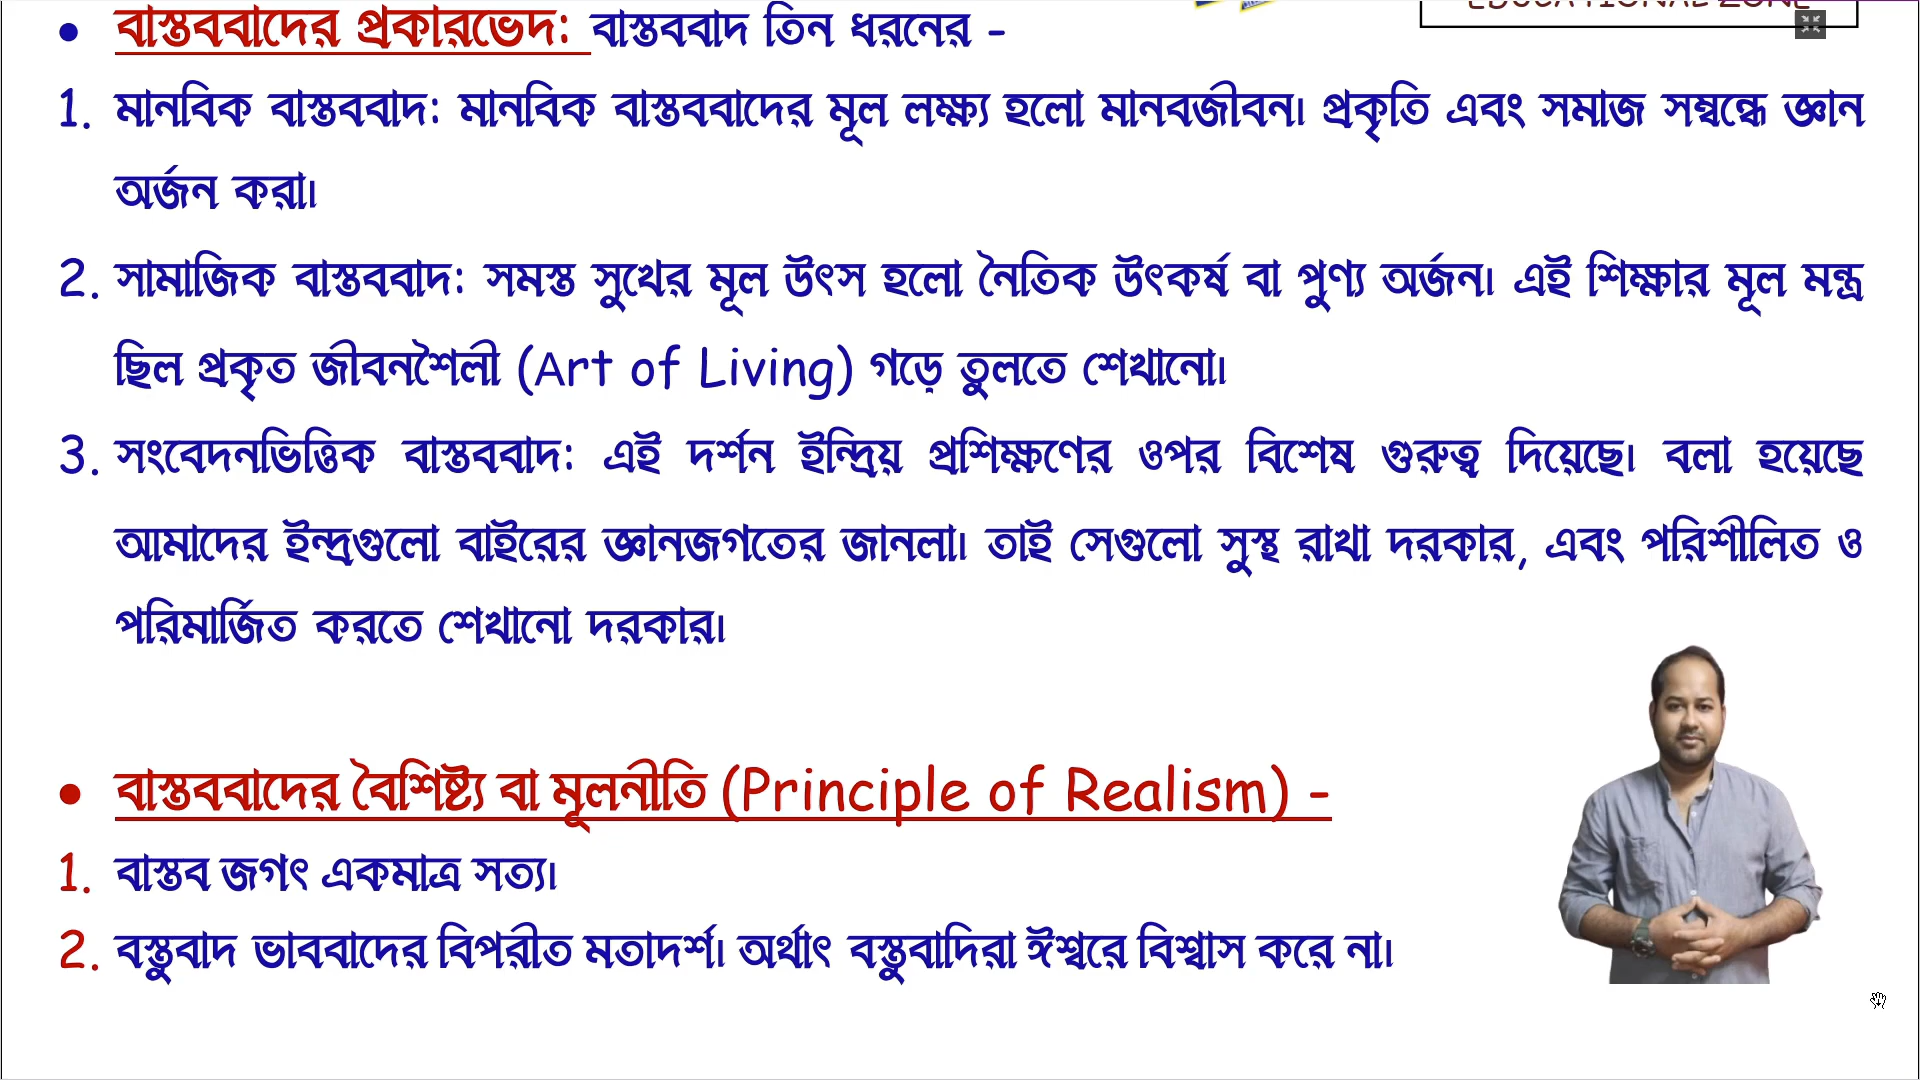 EDUCATIONAL ZONE
• বাস্তববাদের প্রকারভেদ: বাস্তববাদ তিন ধরনের -
1. মানবিক বাস্তববাদ: মানবিক বাস্তববাদের মূল লক্ষ্য হলো মানবজীবন। প্রকৃতি এবং সমাজ সম্বন্ধে জ্ঞান
অর্জন করা।
2. সামাজিক বাস্তববাদ: সমস্ত সুখের মূল উৎস হলো নৈতিক উৎকর্ষ বা পুণ্য অর্জন। এই শিক্ষার মূল মন্ত্র
ছিল প্রকৃত জীবনশৈলী (Art of Living) গড়ে তুলতে শেখানো।
3. সংবেদনভিত্তিক বাস্তববাদ: এই দর্শন ইন্দ্রিয় প্রশিক্ষণের ওপর বিশেষ গুরুত্ব দিয়েছে। বলা হয়েছে
আমাদের ইন্দ্রগুলো বাইরের জ্ঞানজগতের জানলা। তাই সেগুলো সুস্থ রাখা দরকার, এবং পরিশীলিত ও
পরিমার্জিত করতে শেখানো দরকার।
• বাস্তববাদের বৈশিষ্ট্য বা মূলনীতি (Principle of Realism) -
1. বাস্তব জগৎ একমাত্র সত্য।
2. বস্তুবাদ ভাববাদের বিপরীত মতাদর্শ। অর্থাৎ বস্তুবাদিরা ঈশ্বরে বিশ্বাস করে না।